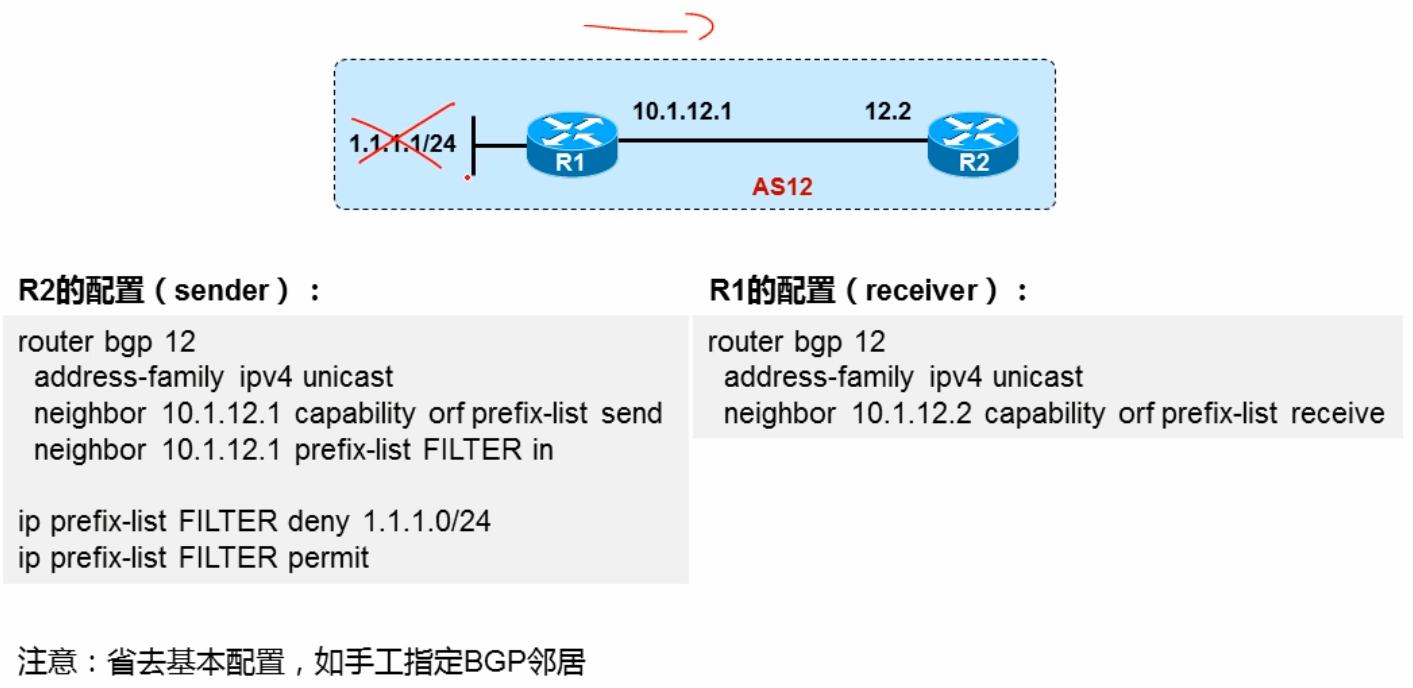 1.1.1.1/24
10.1.12.1
12.2
R1
R2
AS12
R2的配置（sender）：
router bgp 12
address-family ipv4 unicast
neighbor 10.1.12.1 capability orf prefix-list send
neighbor 10.1.12.1 prefix-list FILTER in
ip prefix-list FILTER deny 1.1.1.0/24
ip prefix-list FILTER permit
R1的配置（receiver）：
router bgp 12
address-family ipv4 unicast
neighbor 10.1.12.2 capability orf prefix-list receive
注意：省去基本配置，如手工指定BGP邻居